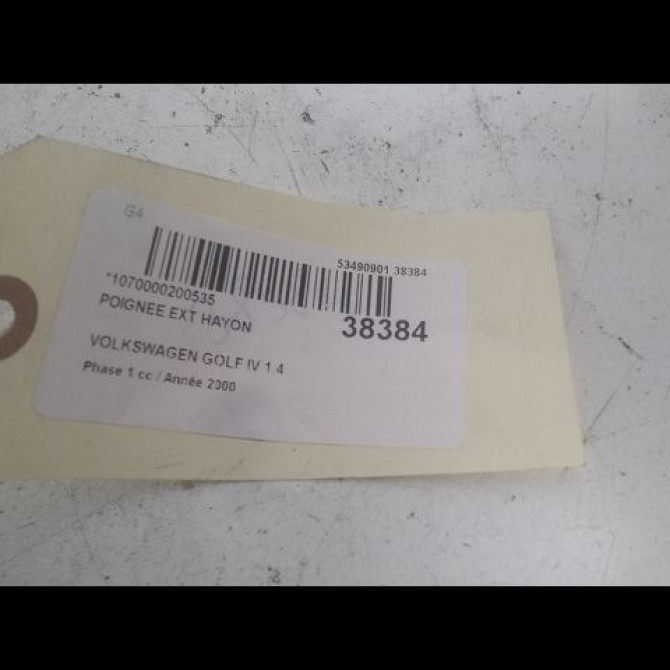 G4
53490901 38384
*1070000200535
POIGNEE EXT HAYON
38384
VOLKSWAGEN GOLF IV 1.4
Phase 1 cc / Année 2000